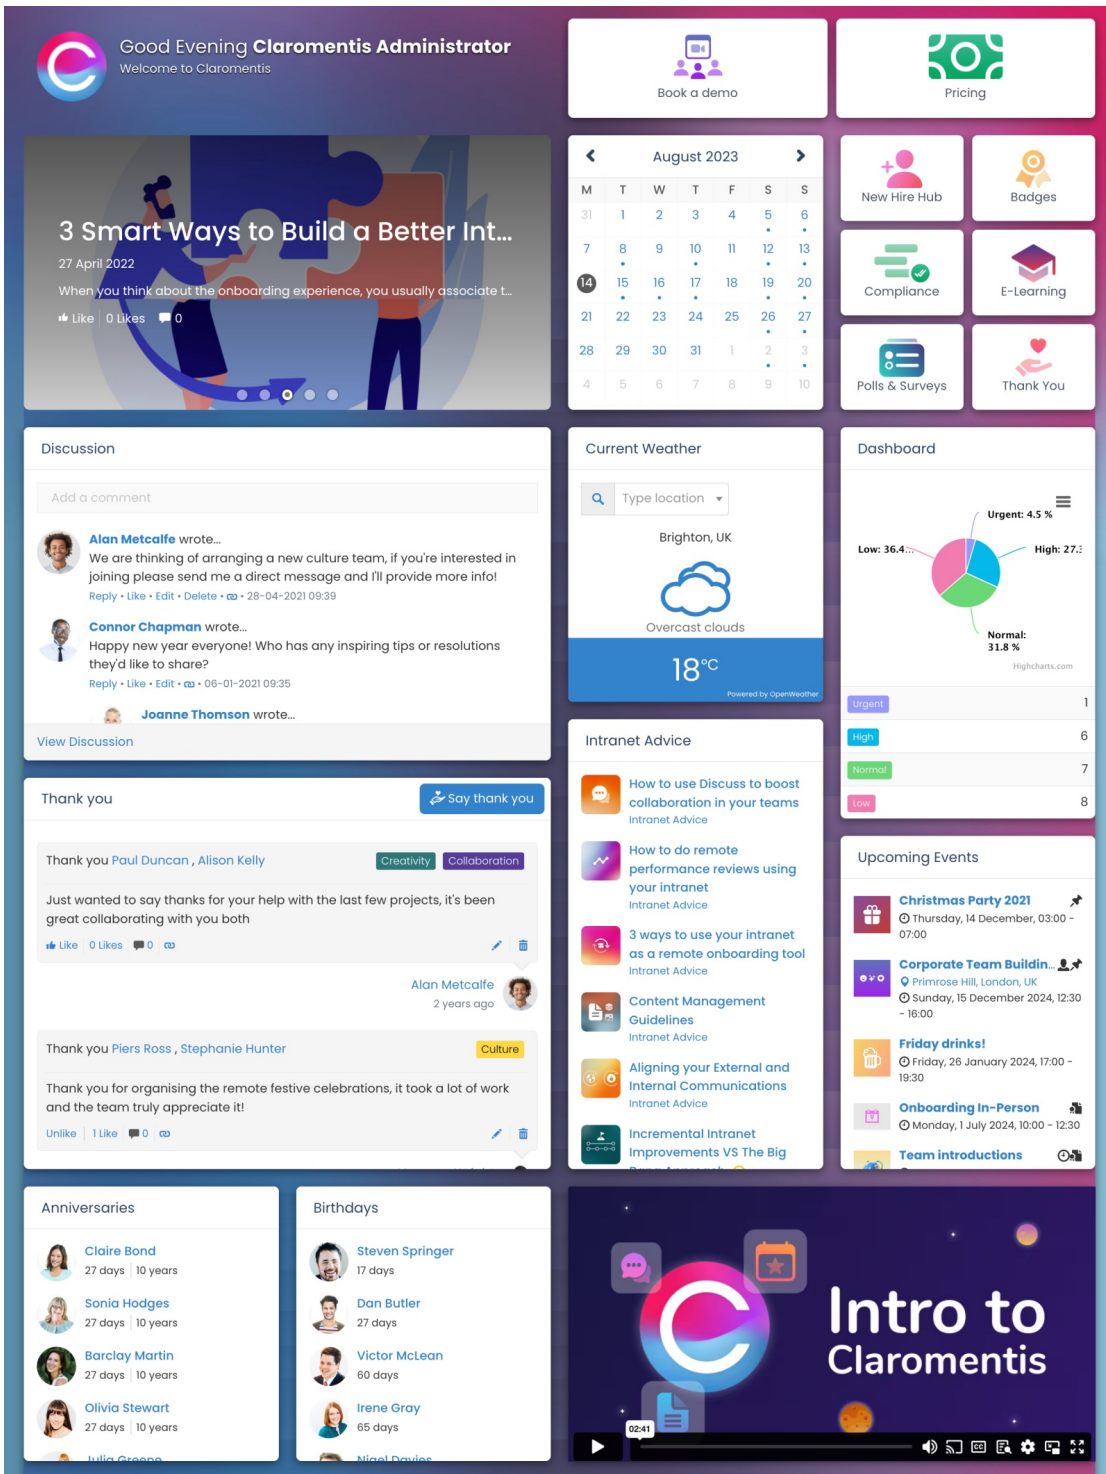 Good Evening Claromentis Administrator
Welcome to Claromentis
Book a demo
Pricing
3 Smart Ways to Build a Better Int...
27 April 2022
When you think about the onboarding experience, you usually associate t...
Like 0 Likes 0
August 2023
M T W T F S S
31 1 2 3 4 5 6
7 8 9 10 11 12 13
14 15 16 17 18 19 20
21 22 23 24 25 26 27
28 29 30 31 1 2 3
4 5 6 7 8 9 10
New Hire Hub
Badges
Compliance
E-Learning
Polls & Surveys
Thank You
Discussion
Add a comment
Alan Metcalfe wrote...
We are thinking of arranging a new culture team, if you're interested in
joining please send me a direct message and I'll provide more info!
Reply • Like • Edit • Delete • • 28-04-2021 09:39
Connor Chapman wrote...
Happy new year everyone! Who has any inspiring tips or resolutions
they'd like to share?
Reply • Like • Edit • • 06-01-2021 09:35
Joanne Thomson wrote...
View Discussion
Current Weather
Type location
Brighton, UK
Overcast clouds
18°C
Powered by OpenWeather
Dashboard
Urgent: 4.5 %
Low: 36.4...
High: 27.3
Normal:
31.8 %
Highcharts.com
Urgent 1
High 6
Normal 7
Low 8
Thank you
Say thank you
Thank you Paul Duncan , Alison Kelly
Creativity Collaboration
Just wanted to say thanks for your help with the last few projects, it's been
great collaborating with you both
Like 0 Likes 0
Alan Metcalfe
2 years ago
Thank you Piers Ross , Stephanie Hunter
Culture
Thank you for organising the remote festive celebrations, it took a lot of work
and the team truly appreciate it!
Unlike 1 Like 0
Intranet Advice
How to use Discuss to boost
collaboration in your teams
Intranet Advice
How to do remote
performance reviews using
your intranet
Intranet Advice
3 ways to use your intranet
as a remote onboarding tool
Intranet Advice
Content Management
Guidelines
Intranet Advice
Aligning your External and
Internal Communications
Intranet Advice
Incremental Intranet
Improvements VS The Big
Bang Approach
Upcoming Events
Christmas Party 2021
Thursday, 14 December, 03:00 -
07:00
Corporate Team Buildin...
Primrose Hill, London, UK
Sunday, 15 December 2024, 12:30
- 16:00
Friday drinks!
Friday, 26 January 2024, 17:00 -
19:30
Onboarding In-Person
Monday, 1 July 2024, 10:00 - 12:30
Team introductions
Anniversaries
Claire Bond
27 days 10 years
Sonia Hodges
27 days 10 years
Barclay Martin
27 days 10 years
Olivia Stewart
27 days 10 years
Julia Greene
Birthdays
Steven Springer
17 days
Dan Butler
27 days
Victor McLean
60 days
Irene Gray
65 days
Nigel Davies
Intro to
Claromentis
02:41
CC